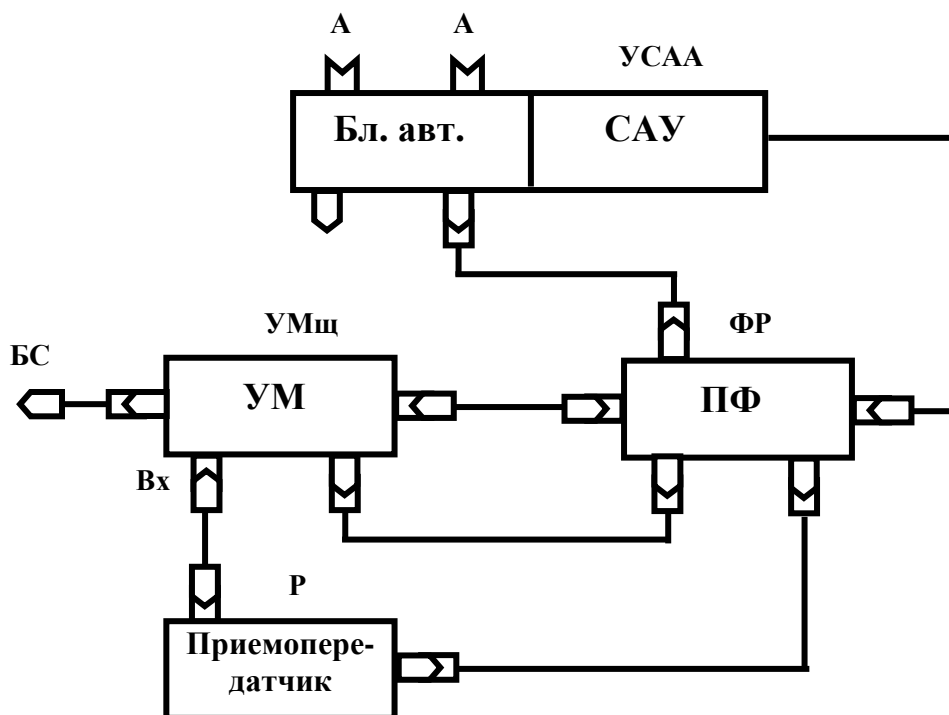 А
А
УСАА
Бл. авт.
САУ
УМщ
ФР
БС
УМ
ПФ
Вх
Р
Приемопере-
датчик